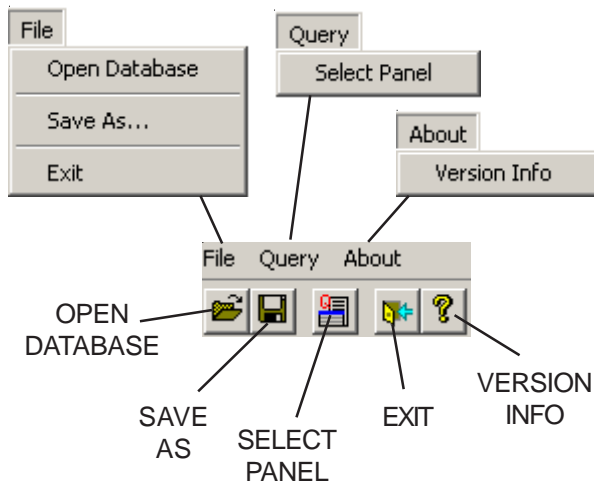 File
Open Database
Save As...
Exit
Query
Select Panel
About
Version Info
File Query About
OPEN
DATABASE
SAVE
AS
SELECT
PANEL
EXIT
VERSION
INFO